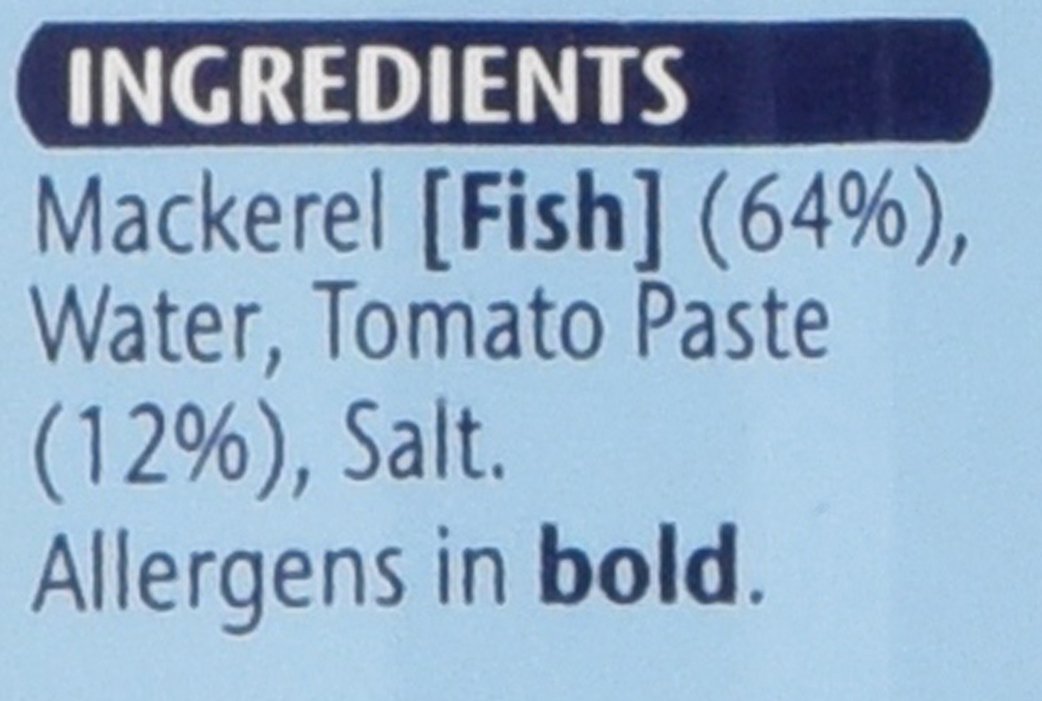 INGREDIENTS
Mackerel [Fish] (64%),
Water, Tomato Paste
(12%), Salt.
Allergens in bold.